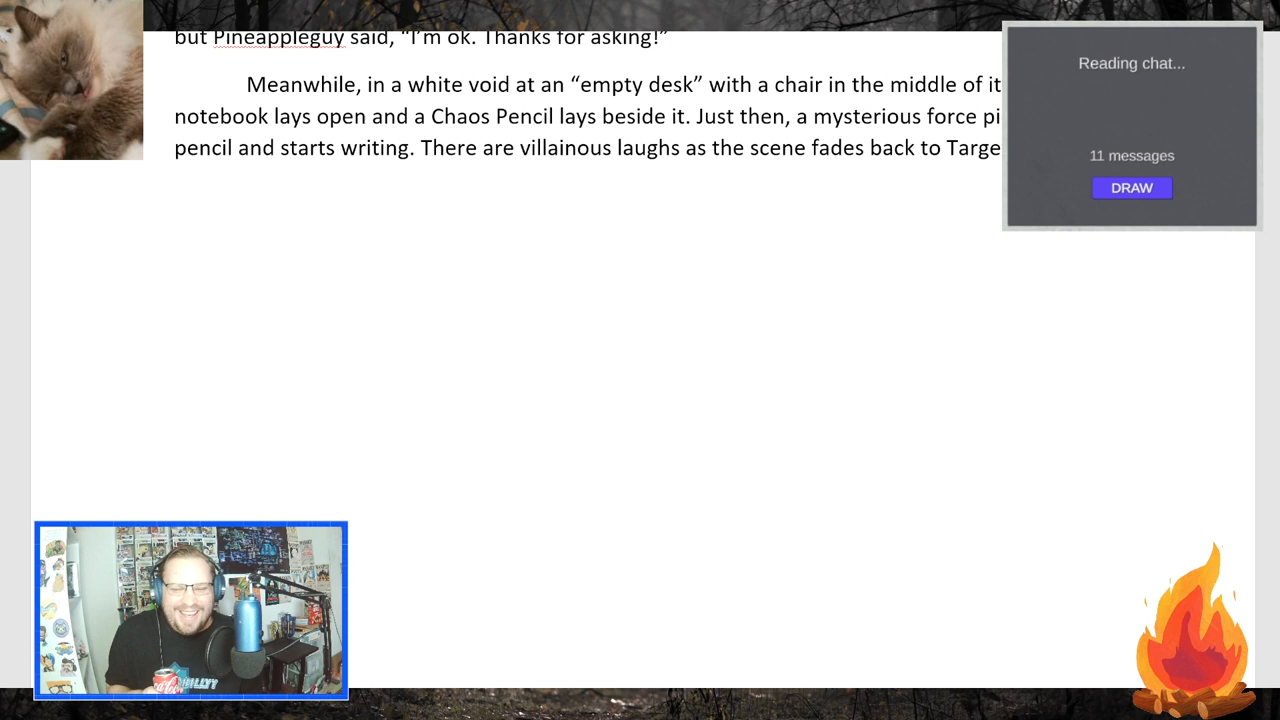 but Pineappleguy said, “I’m ok. Thanks for asking!”
Meanwhile, in a white void at an “empty desk” with a chair in the middle of it
notebook lays open and a Chaos Pencil lays beside it. Just then, a mysterious force pi
pencil and starts writing. There are villainous laughs as the scene fades back to Targe
Reading chat...
11 messages
DRAW